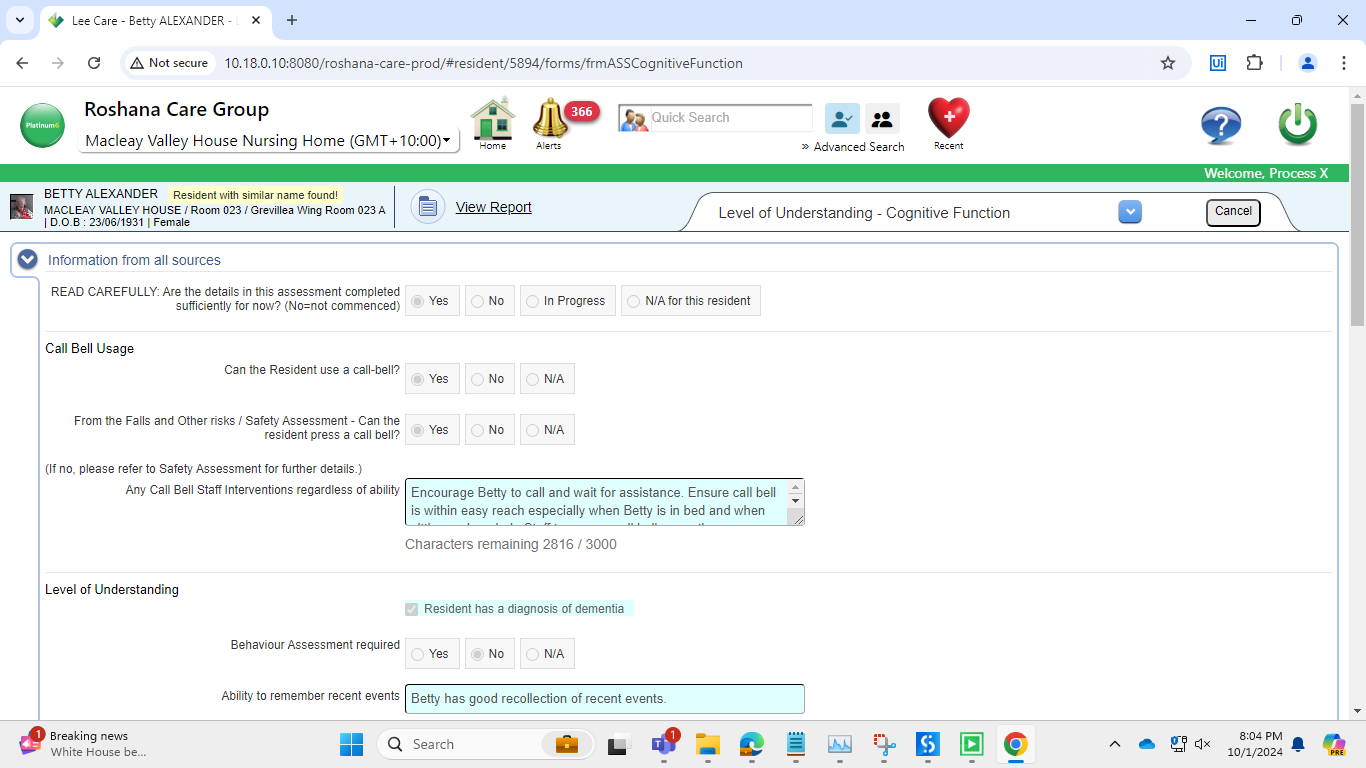 Lee Care - Betty ALEXANDER -
Not secure
10.18.0.10:8080/roshana-care-prod/#resident/5894/forms/frmASSCognitiveFunction
Platinum6
Roshana Care Group
Macleay Valley House Nursing Home (GMT+10:00)
Home
366
Alerts
Quick Search
» Advanced Search
Recent
Welcome, Process X
BETTY ALEXANDER
Resident with similar name found!
MACLEAY VALLEY HOUSE / Room 023 / Grevillea Wing Room 023 A
| D.O.B : 23/06/1931 | Female
View Report
Level of Understanding - Cognitive Function
Cancel
Information from all sources
READ CAREFULLY: Are the details in this assessment completed
sufficiently for now? (No=not commenced)
Yes
No
In Progress
N/A for this resident
Call Bell Usage
Can the Resident use a call-bell?
Yes
No
N/A
From the Falls and Other risks / Safety Assessment - Can the
resident press a call bell?
Yes
No
N/A
(If no, please refer to Safety Assessment for further details.)
Any Call Bell Staff Interventions regardless of ability
Encourage Betty to call and wait for assistance. Ensure call bell
is within easy reach especially when Betty is in bed and when
Characters remaining 2816 / 3000
Level of Understanding
Resident has a diagnosis of dementia
Behaviour Assessment required
Yes
No
N/A
Ability to remember recent events
Betty has good recollection of recent events.
1
Breaking news
White House be...
Search
1
Ui
PRE
8:04 PM
10/1/2024